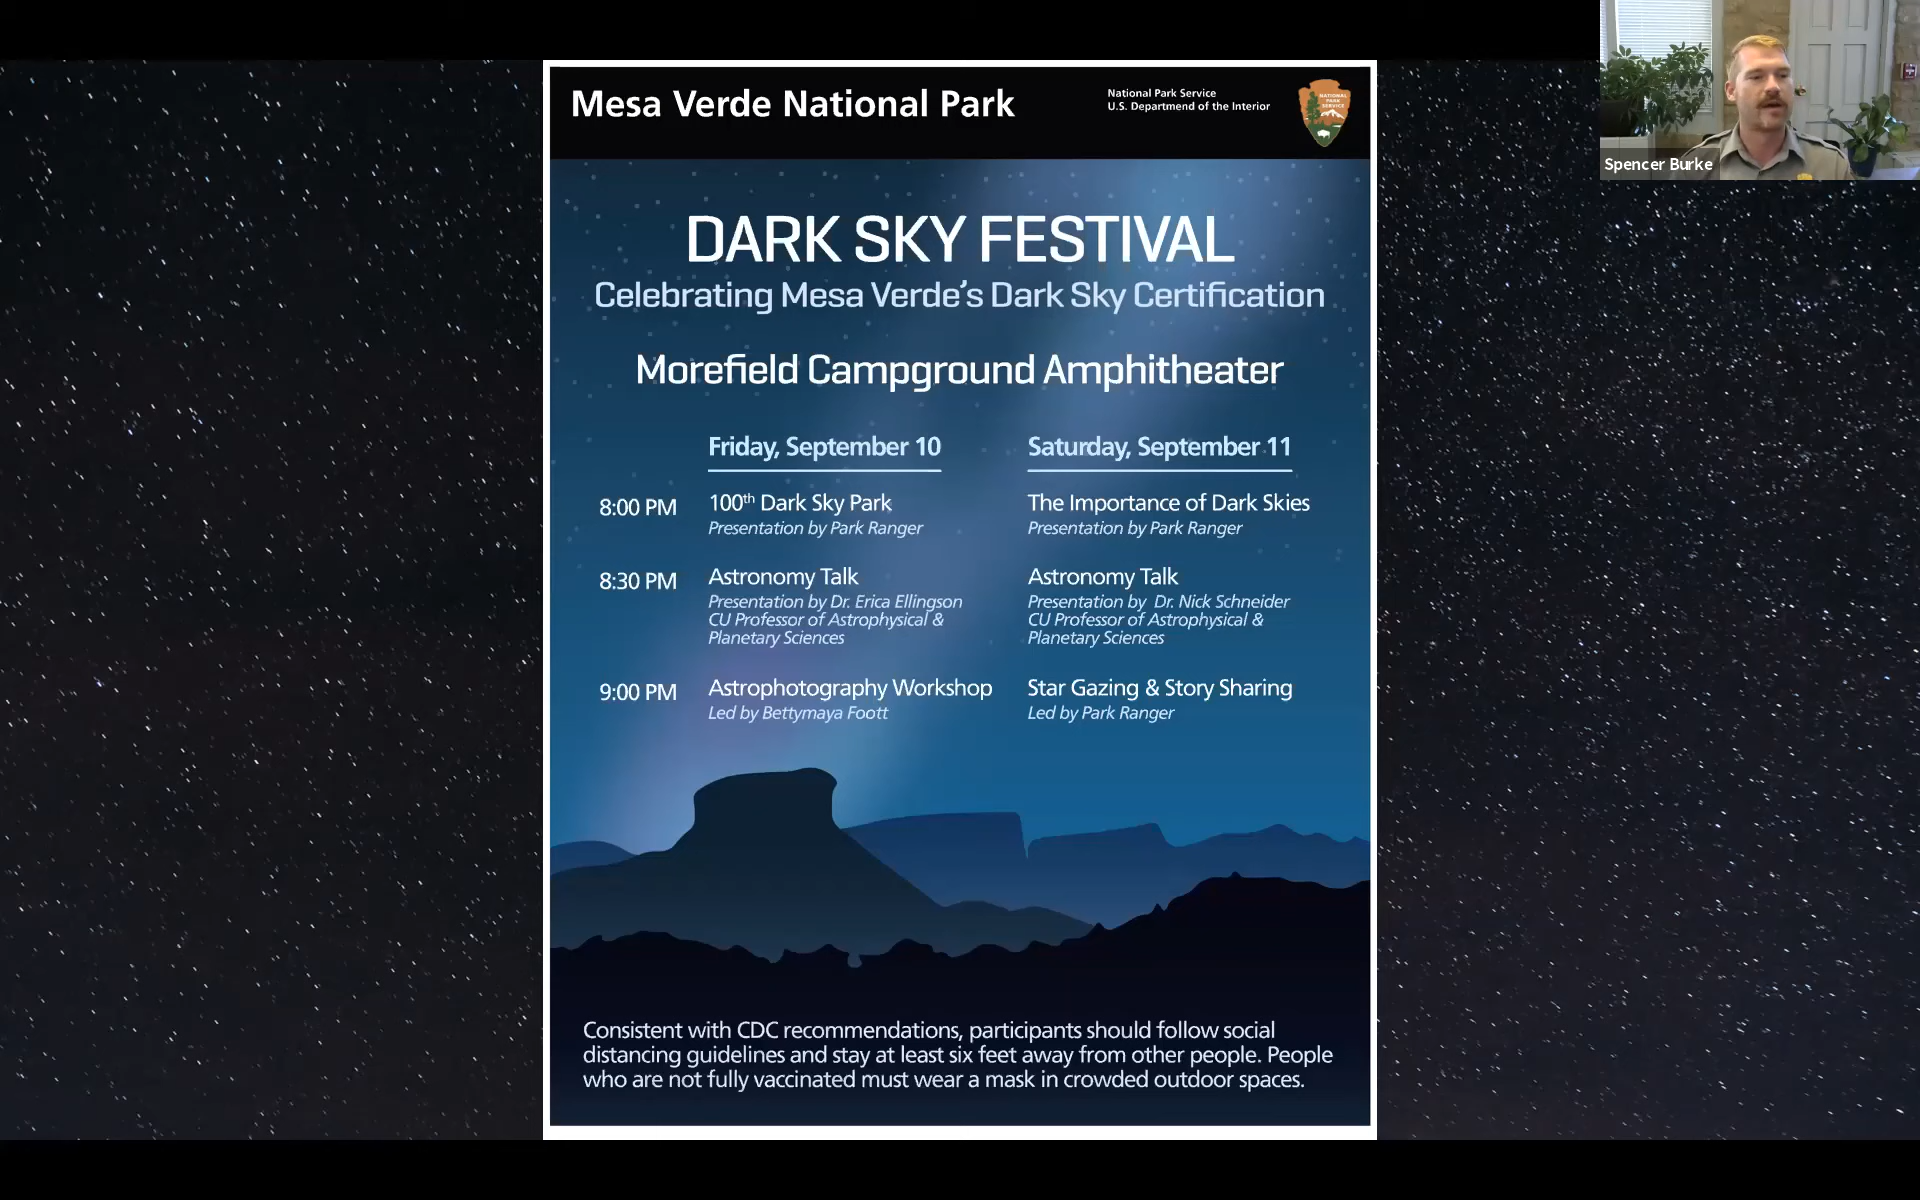 Mesa Verde National Park
National Park Service
U.S. Departmend of the Interior
NATIONAL
PARK
SERVICE
Spencer Burke
DARK SKY FESTIVAL
Celebrating Mesa Verde's Dark Sky Certification
Morefield Campground Amphitheater
Friday, September 10
Saturday, September 11
8:00 PM
100th Dark Sky Park
Presentation by Park Ranger
The Importance of Dark Skies
Presentation by Park Ranger
8:30 PM
Astronomy Talk
Presentation by Dr. Erica Ellingson
CU Professor of Astrophysical &
Planetary Sciences
Astronomy Talk
Presentation by Dr. Nick Schneider
CU Professor of Astrophysical &
Planetary Sciences
9:00 PM
Astrophotography Workshop
Led by Bettymaya Foott
Star Gazing & Story Sharing
Led by Park Ranger
Consistent with CDC recommendations, participants should follow social
distancing guidelines and stay at least six feet away from other people. People
who are not fully vaccinated must wear a mask in crowded outdoor spaces.